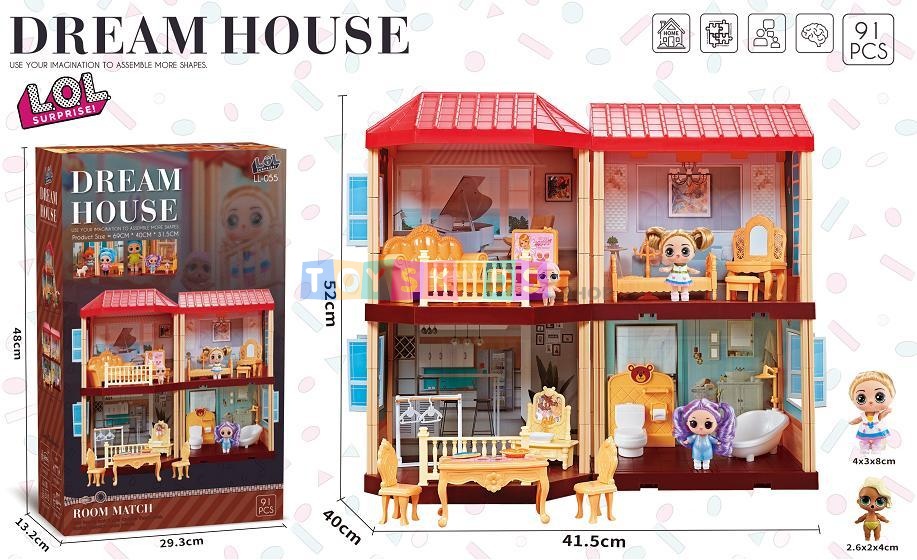 DREAM HOUSE
USE YOUR IMAGINATION TO ASSEMBLE MORE SHAPES.
L.O.L
SURPRISE!
HOME
91
PCS
LL-055
DREAM
HOUSE
USE YOUR IMAGINATION TO ASSEMBLE MORE SHAPES
Product Size = 69CM * 40CM * 31.5CM
DREAM
HOUSE
ROOM MATCH
91
PCS
48cm
13.2cm
29.3cm
52cm
40cm
41.5cm
4x3x8cm
2.6x2x4cm